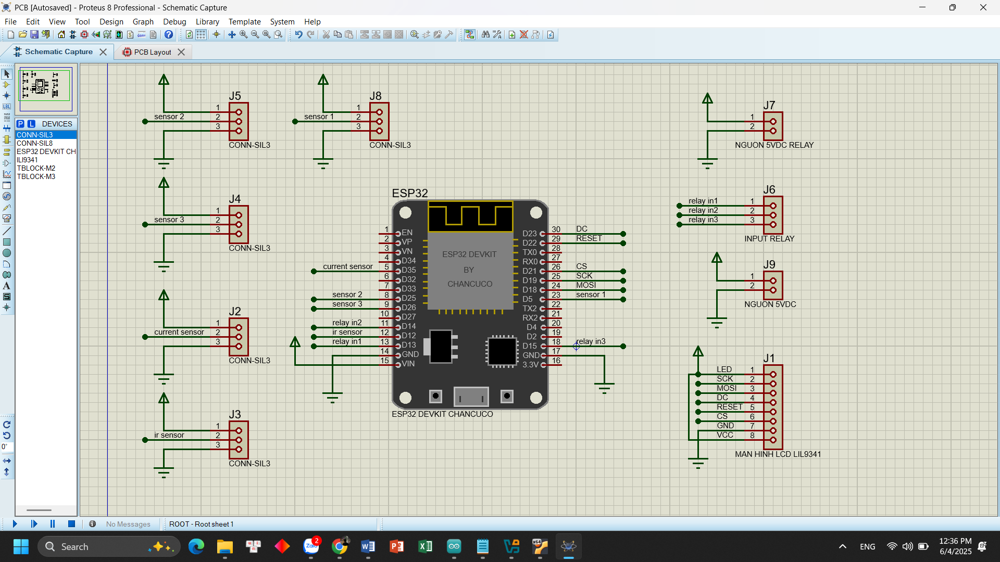 PCB [Autosaved] - Proteus 8 Professional - Schematic Capture
File Edit View Tool Design Graph Debug Library Template System Help
Schematic Capture
PCB Layout
P L DEVICES
CONN-SIL3
CONN-SIL8
ESP32 DEVKIT CH
ILI9341
TBLOCK-M2
TBLOCK-M3
LBL
A
S
0°
J5
1
sensor 2 2
3
CONN-SIL3
J8
1
sensor 1 2
3
CONN-SIL3
J7
1
2
NGUON 5VDC RELAY
J4
1
sensor 3 2
3
CONN-SIL3
J6
relay in1 1
relay in2 2
relay in3 3
INPUT RELAY
J9
1
2
NGUON 5VDC
J2
1
current sensor 2
3
CONN-SIL3
J3
1
ir sensor 2
3
CONN-SIL3
ESP32
1 EN
2 VP
3 VN
4 D34
current sensor 5 D35
6 D32
7 D33
sensor 2 8 D25
sensor 3 9 D26
10 D27
relay in2 11 D14
ir sensor 12 D12
relay in1 13 D13
14 GND
15 VIN
ESP32 DEVKIT
BY
CHANCUCO
D23 30 DC
D22 29 RESET
TX0 28
RX0 27
D21 26 CS
D19 25 SCK
D18 24 MOSI
D5 23 sensor 1
TX2 22
RX2 21
D4 20
D2 19
D15 18 relay in3
GND 17
3.3V 16
ESP32 DEVKIT CHANCUCO
J1
LED 1
SCK 2
MOSI 3
DC 4
RESET 5
CS 6
GND 7
VCC 8
MAN HINH LCD LIL9341
No Messages
ROOT - Root sheet 1
Search
Zalo
2
x64
ENG
12:36 PM
6/4/2025